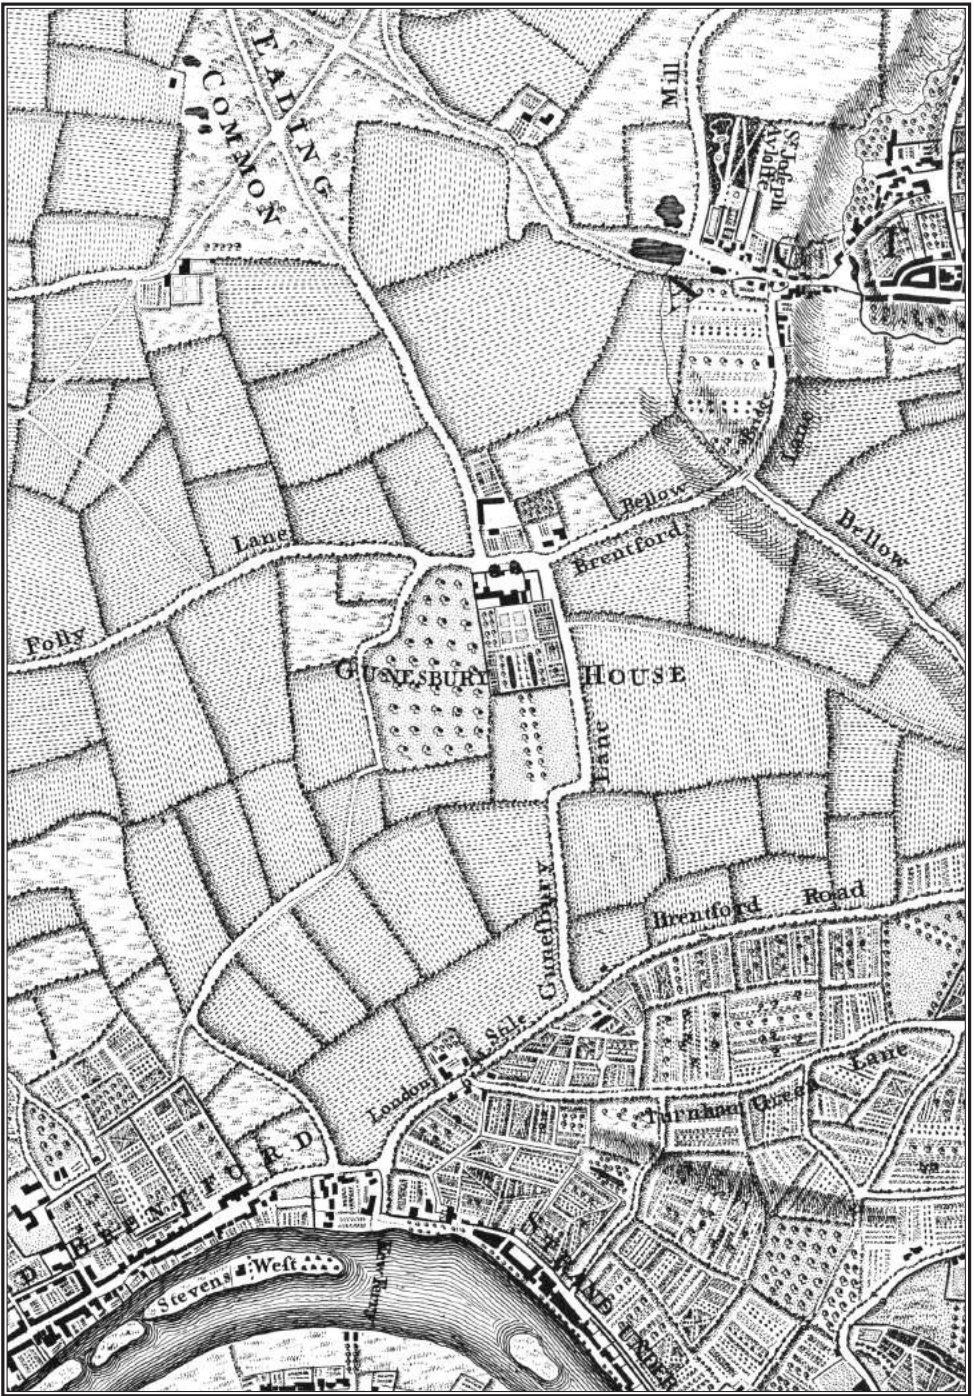 EALING
COMMON
Mill
St Joseph
Ayloffe
A
C
T
Bridge
Lane
Bellow
Brentford
Bellow
Lane
Folly
GUNESBURY HOUSE
Lane
Gunesbury
Brentford Road
London Stile
Turnham Green Lane
BRENTFORD
D
Stevens West
Kew Ferry
STRAND UNDER